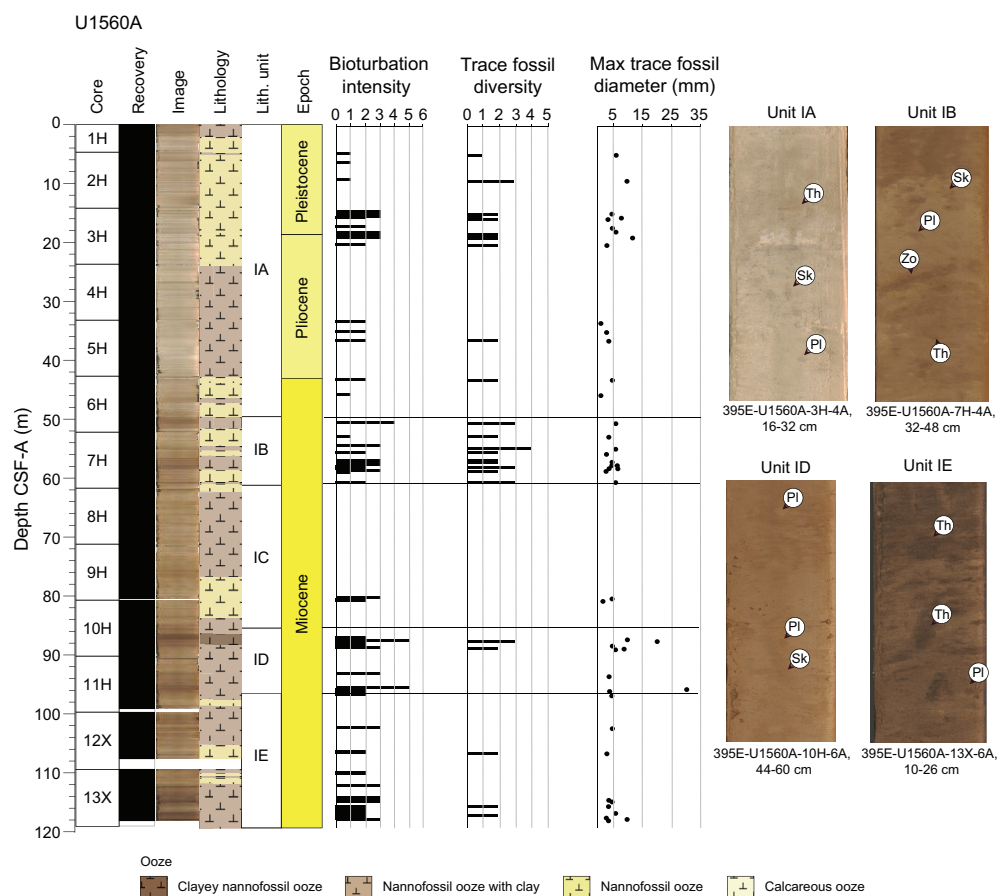 U1560A
Core
Recovery
Image
Lithology
Lith. unit
Epoch
Bioturbation
intensity
Trace fossil
diversity
Max trace fossil
diameter (mm)
0 1 2 3 4 5 6
0 1 2 3 4 5
5 15 25 35
Depth CSF-A (m)
0
10
20
30
40
50
60
70
80
90
100
110
120
1H
2H
3H
4H
5H
6H
7H
8H
9H
10H
11H
12X
13X
IA
IB
IC
ID
IE
Pleistocene
Pliocene
Miocene
Unit IA
Th
Sk
Pl
395E-U1560A-3H-4A,
16-32 cm
Unit IB
Sk
Pl
Zo
Th
395E-U1560A-7H-4A,
32-48 cm
Unit ID
Pl
Pl
Sk
395E-U1560A-10H-6A,
44-60 cm
Unit IE
Th
Th
Pl
395E-U1560A-13X-6A,
10-26 cm
Ooze
Clayey nannofossil ooze
Nannofossil ooze with clay
Nannofossil ooze
Calcareous ooze